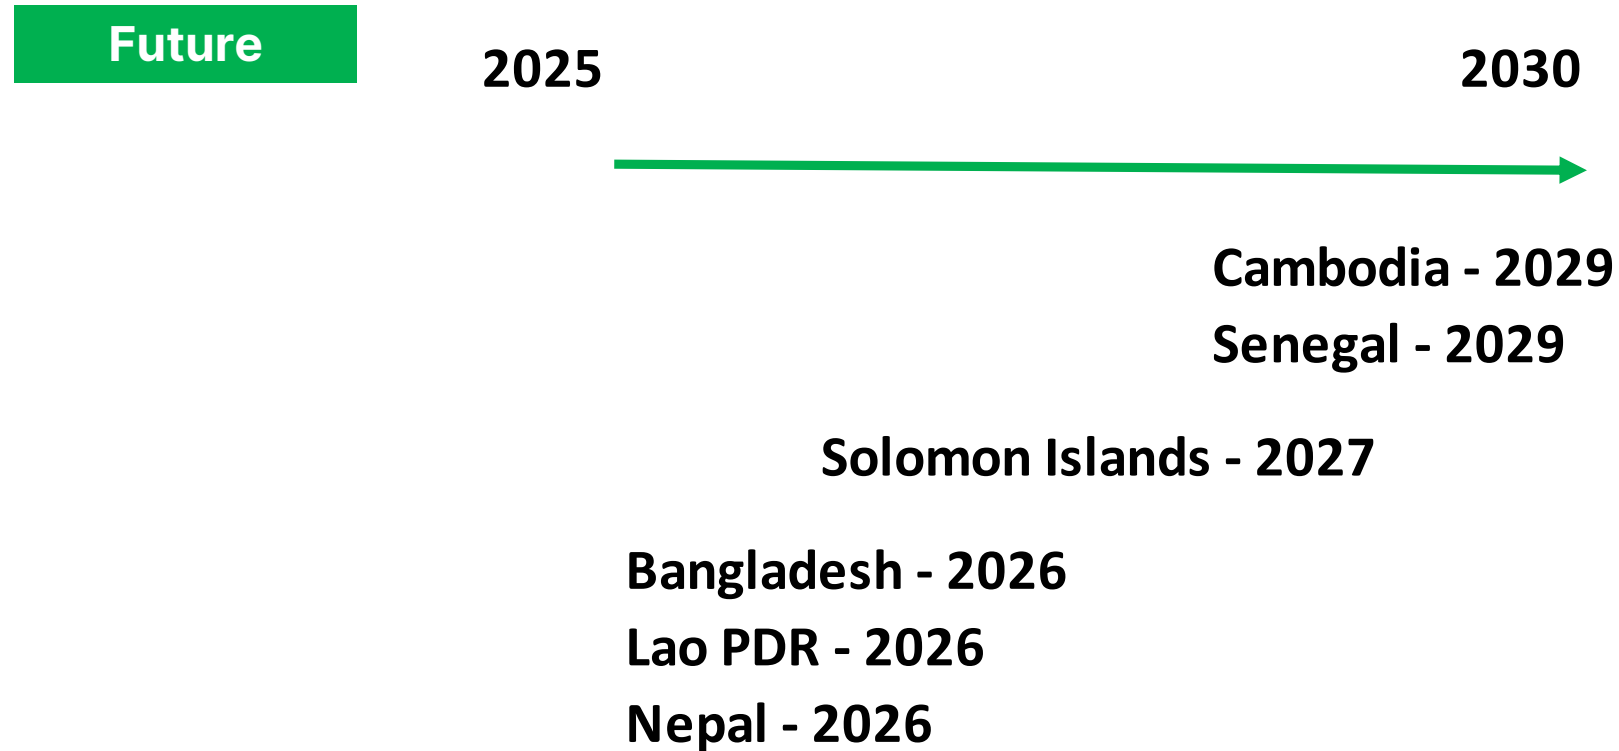 Future
2025
2030
Cambodia - 2029
Senegal - 2029
Solomon Islands - 2027
Bangladesh - 2026
Lao PDR - 2026
Nepal - 2026